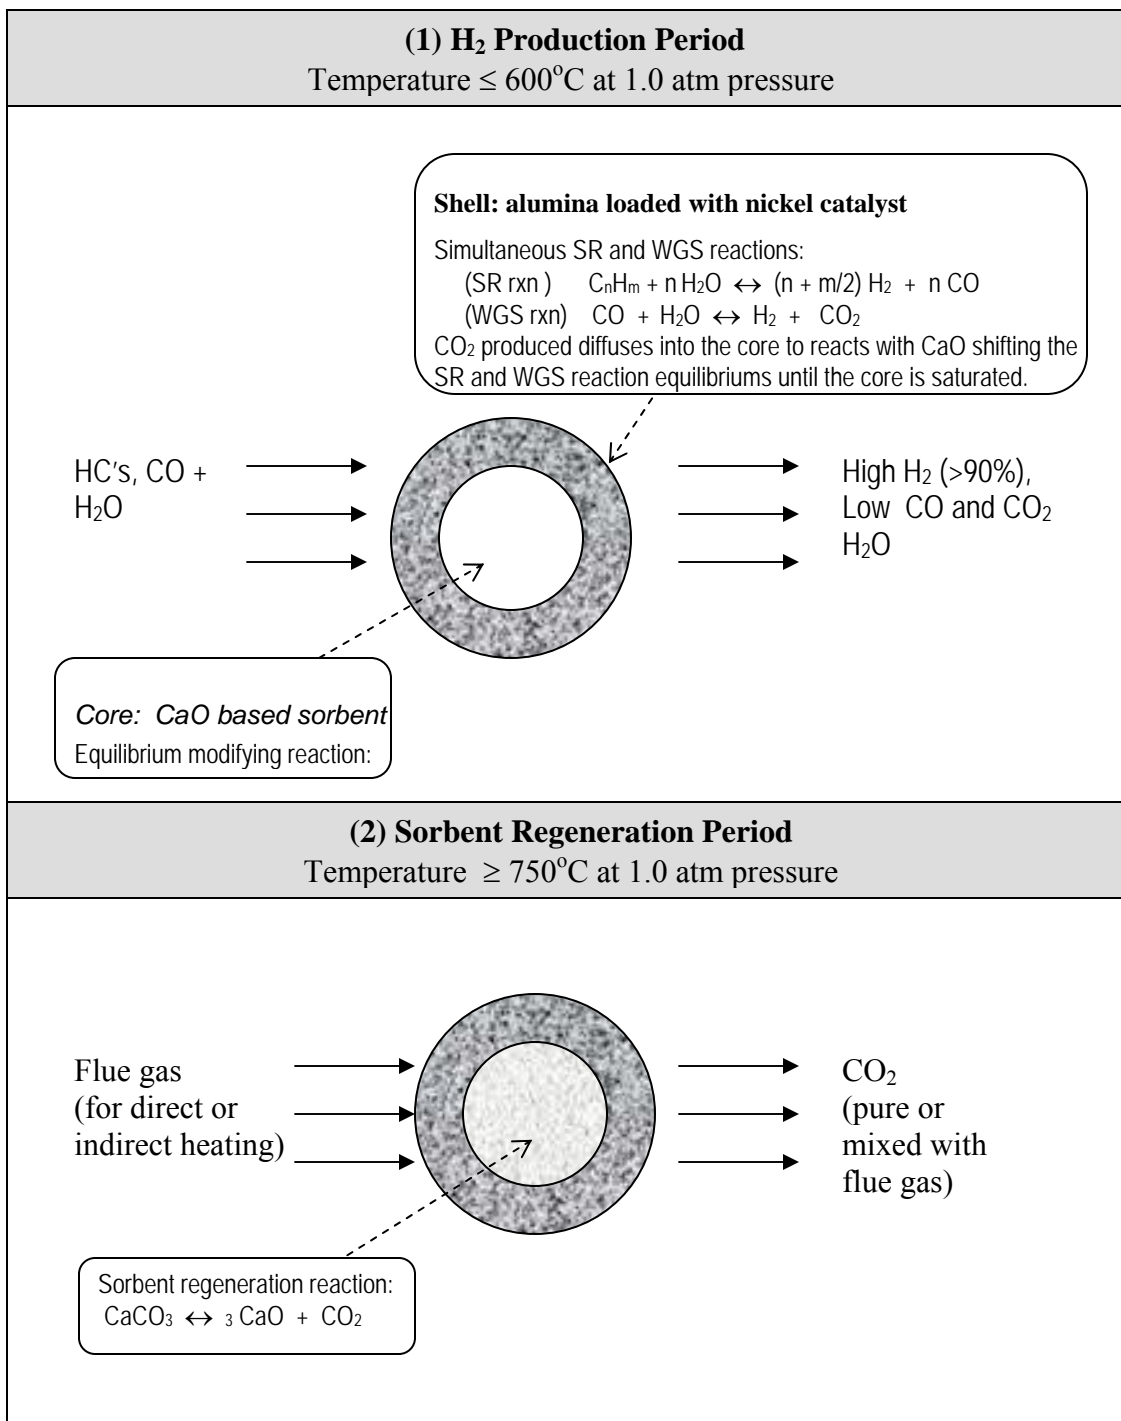 (1) H₂ Production Period
Temperature ≤ 600°C at 1.0 atm pressure
Shell: alumina loaded with nickel catalyst
Simultaneous SR and WGS reactions:
(SR rxn ) CₙHₘ + n H₂O ↔ (n + m/2) H₂ + n CO
(WGS rxn) CO + H₂O ↔ H₂ + CO₂
CO₂ produced diffuses into the core to reacts with CaO shifting the
SR and WGS reaction equilibriums until the core is saturated.
HC's, CO +
H₂O
High H₂ (>90%),
Low CO and CO₂
H₂O
Core: CaO based sorbent
Equilibrium modifying reaction:
(2) Sorbent Regeneration Period
Temperature ≥ 750°C at 1.0 atm pressure
Flue gas
(for direct or
indirect heating)
CO₂
(pure or
mixed with
flue gas)
Sorbent regeneration reaction:
CaCO₃ ↔ ₃ CaO + CO₂